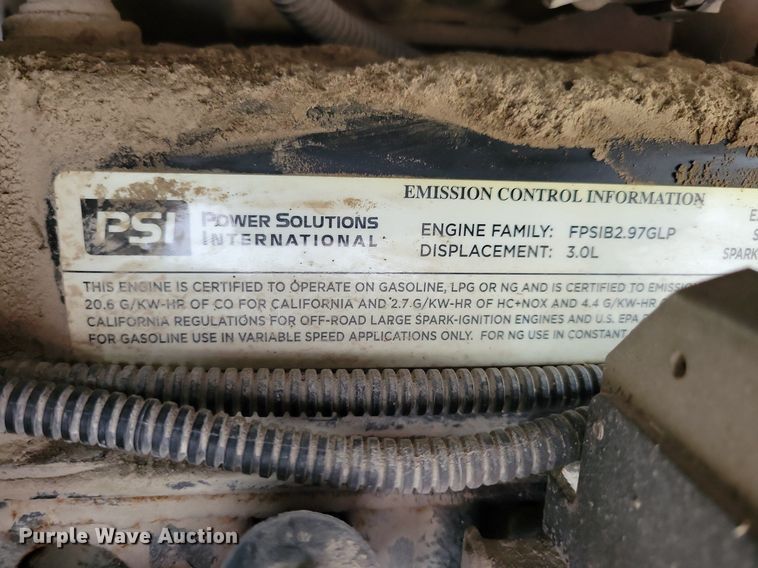 EMISSION CONTROL INFORMATION
PSI POWER SOLUTIONS INTERNATIONAL
ENGINE FAMILY: FPSIB2.97GLP
DISPLACEMENT: 3.0L
SPARK
THIS ENGINE IS CERTIFIED TO OPERATE ON GASOLINE, LPG OR NG AND IS CERTIFIED TO EMISSIO
20.6 G/KW-HR OF CO FOR CALIFORNIA AND 2.7 G/KW-HR OF HC+NOX AND 4.4 G/KW-HR
CALIFORNIA REGULATIONS FOR OFF-ROAD LARGE SPARK-IGNITION ENGINES AND U.S. EPA
FOR GASOLINE USE IN VARIABLE SPEED APPLICATIONS ONLY. FOR NG USE IN CONSTANT
Purple Wave Auction